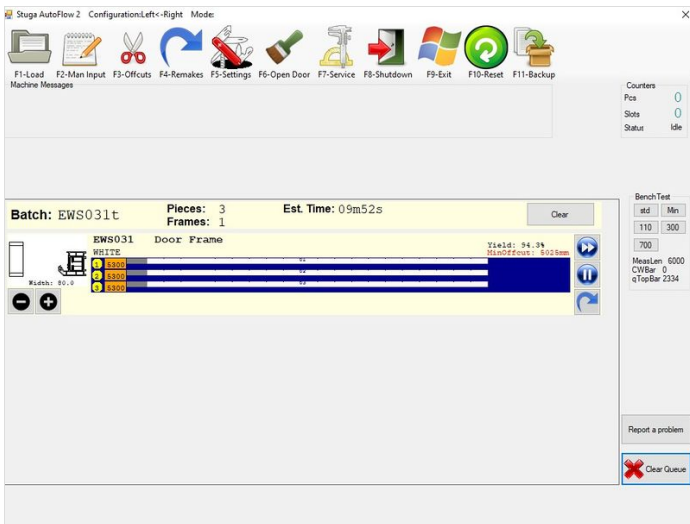 Stuga AutoFlow 2 Configuration:Left<-Right Mode:
F1-Load F2-Man Input F3-Offcuts F4-Remakes F5-Settings F6-Open Door F7-Service F8-Shutdown F9-Exit F10-Reset F11-Backup
Machine Messages
Counters
Pcs 0
Slots 0
Status Idle
Bench Test
std Min
110 300
700
MeasLen 6000
CWBar 0
qTopBar 2334
Batch: EWS031t
Pieces: 3
Frames: 1
Est. Time: 09m52s
Clear
EWS031 Door Frame
WHITE
Yield: 94.3%
MinOffcut: 5025mm
1 5300
2 5300
3 5300
Width: 50.0
Report a problem
Clear Queue